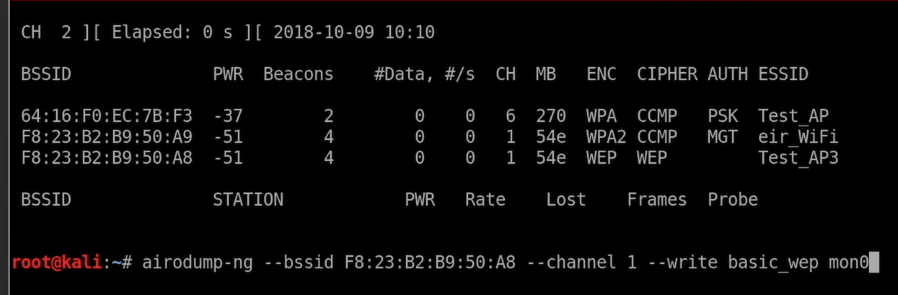 CH  2 ][ Elapsed: 0 s ][ 2018-10-09 10:10
BSSID              PWR  Beacons    #Data, #/s  CH  MB   ENC  CIPHER AUTH ESSID
64:16:F0:EC:7B:F3  -37        2        0    0   6  270  WPA  CCMP   PSK  Test_AP
F8:23:B2:B9:50:A9  -51        4        0    0   1  54e  WPA2 CCMP   MGT  eir_WiFi
F8:23:B2:B9:50:A8  -51        4        0    0   1  54e  WEP  WEP         Test_AP3
BSSID              STATION            PWR   Rate    Lost    Frames  Probe
root@kali:~# airodump-ng --bssid F8:23:B2:B9:50:A8 --channel 1 --write basic_wep mon0